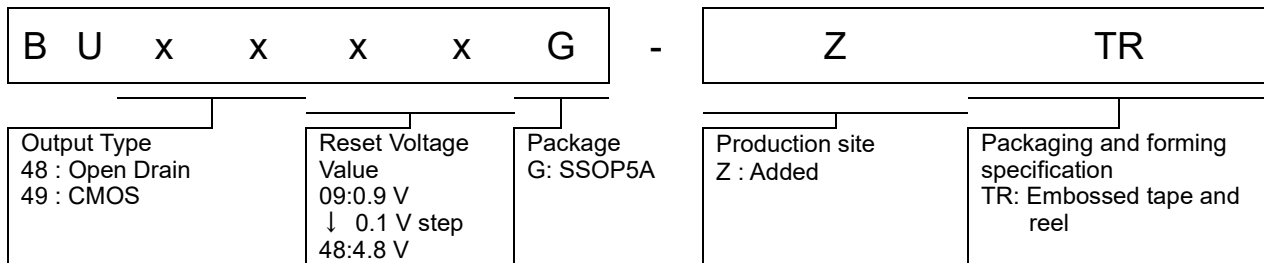 B U x x x x G - Z TR
Output Type
48 : Open Drain
49 : CMOS
Reset Voltage
Value
09:0.9 V
↓ 0.1 V step
48:4.8 V
Package
G: SSOP5A
Production site
Z : Added
Packaging and forming
specification
TR: Embossed tape and
reel